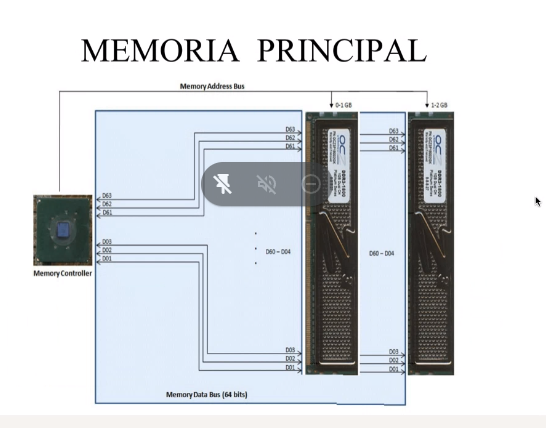 MEMORIA PRINCIPAL
Memory Address Bus
0-1 GB
1-2 GB
D63
D62
D61
D63
D62
D61
D63
D62
D61
D03
D02
D01
D60 – D04
D60 – D04
Memory Controller
D03
D02
D01
D03
D02
D01
Memory Data Bus (64 bits)